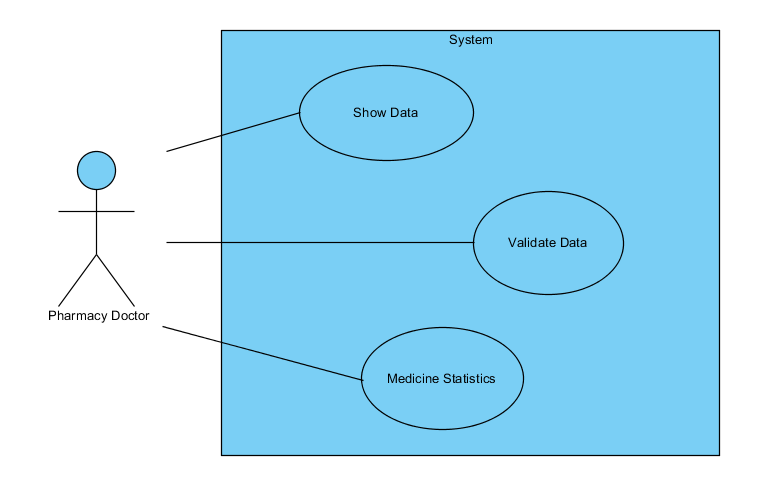 System
Show Data
Validate Data
Pharmacy Doctor
Medicine Statistics